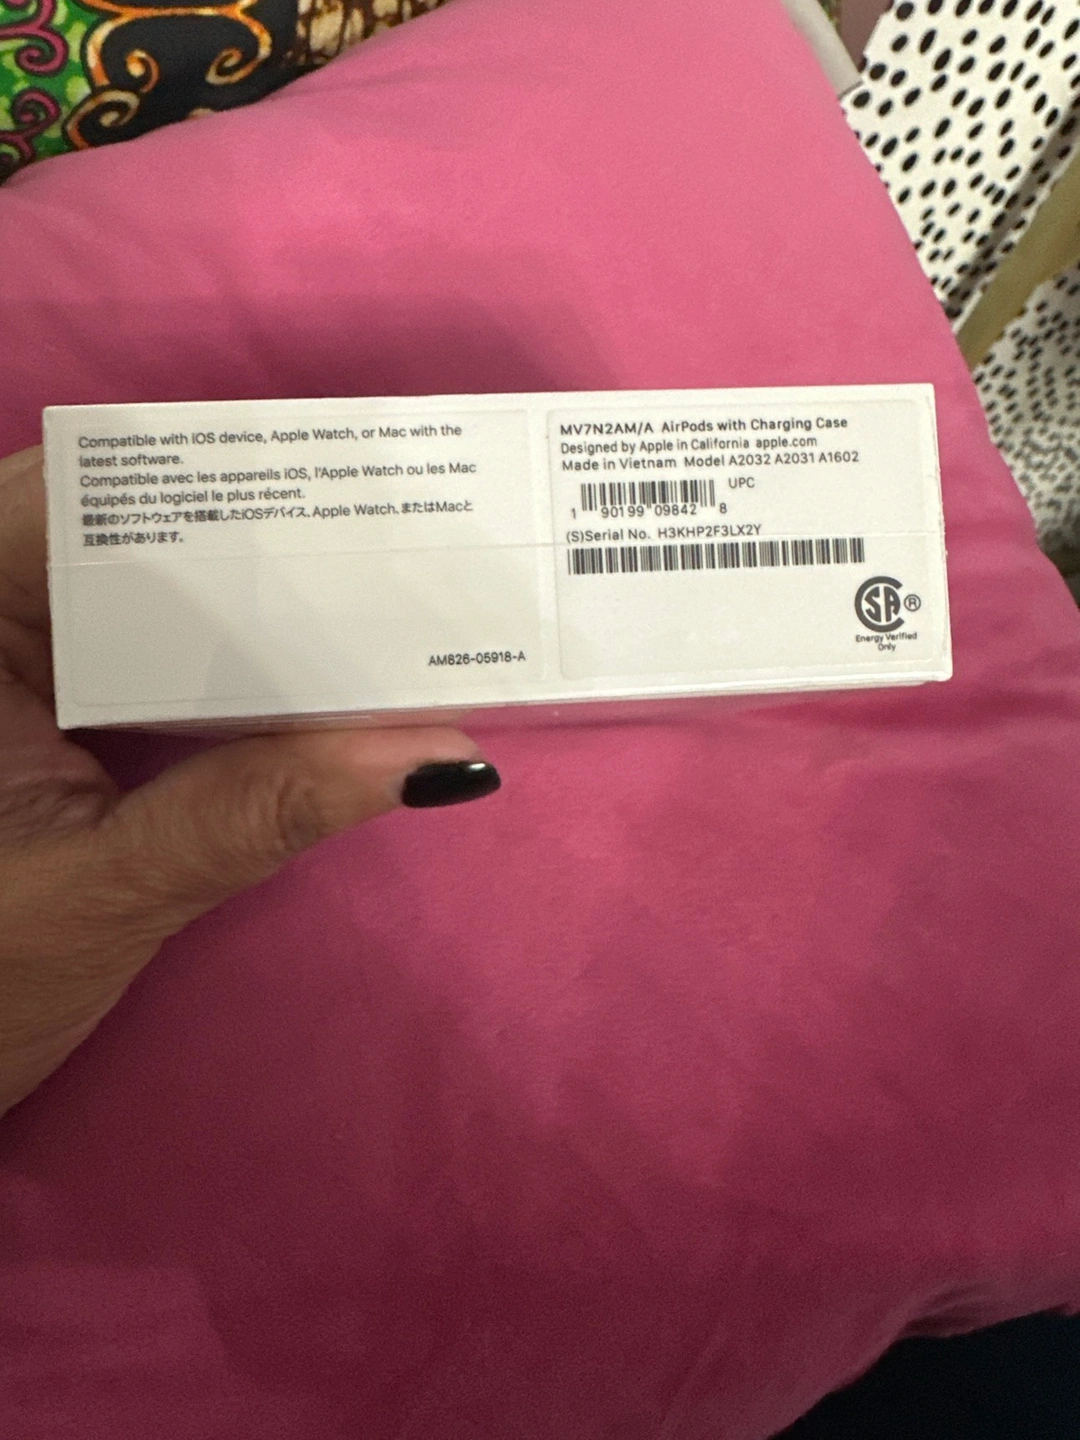 Compatible with iOS device, Apple Watch, or Mac with the
latest software.
Compatible avec les appareils iOS, l'Apple Watch ou les Mac
équipés du logiciel le plus récent.
最新のソフトウェアを搭載したiOSデバイス、Apple Watch、またはMacと
互換性があります。
AM826-05918-A
MV7N2AM/A AirPods with Charging Case
Designed by Apple in California apple.com
Made in Vietnam Model A2032 A2031 A1602
UPC
1 90199 09842 8
(S)Serial No. H3KHP2F3LX2Y
SA®
Energy Verified
Only